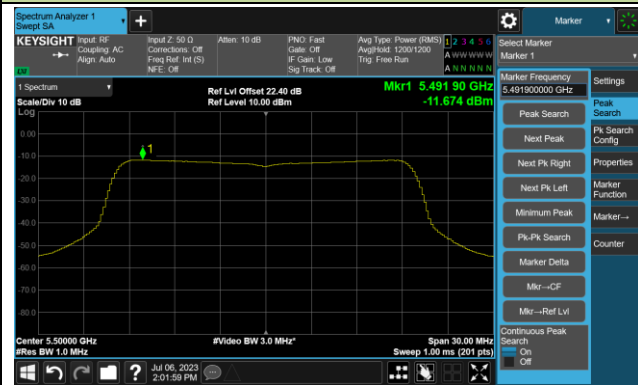 Spectrum Analyzer 1
Swept SA
+
Marker
KEYSIGHT
Input: RF
Coupling: AC
Align: Auto
Input Z: 50 Ω
Corrections: Off
Freq Ref: Int (S)
NFE: Off
Atten: 10 dB
PNO: Fast
Gate: Off
IF Gain: Low
Sig Track: Off
Avg Type: Power (RMS)
Avg|Hold: 1200/1200
Trig: Free Run
1 2 3 4 5 6
A W W W W W
A N N N N N
Select Marker
Marker 1
1 Spectrum
Scale/Div 10 dB
Log
Ref Lvl Offset 22.40 dB
Ref Level 10.00 dBm
Mkr1 5.491 90 GHz
-11.674 dBm
1
0.00
-10.0
-20.0
-30.0
-40.0
-50.0
-60.0
-70.0
-80.0
Center 5.50000 GHz
#Res BW 1.0 MHz
#Video BW 3.0 MHz*
Span 30.00 MHz
Sweep 1.00 ms (201 pts)
Marker Frequency
5.491900000 GHz
Peak Search
Next Peak
Next Pk Right
Next Pk Left
Minimum Peak
Pk-Pk Search
Marker Delta
Mkr→CF
Mkr→Ref Lvl
Continuous Peak
Search
On
Off
Settings
Peak
Search
Pk Search
Config
Properties
Marker
Function
Marker→
Counter
?
Jul 06, 2023
2:01:59 PM